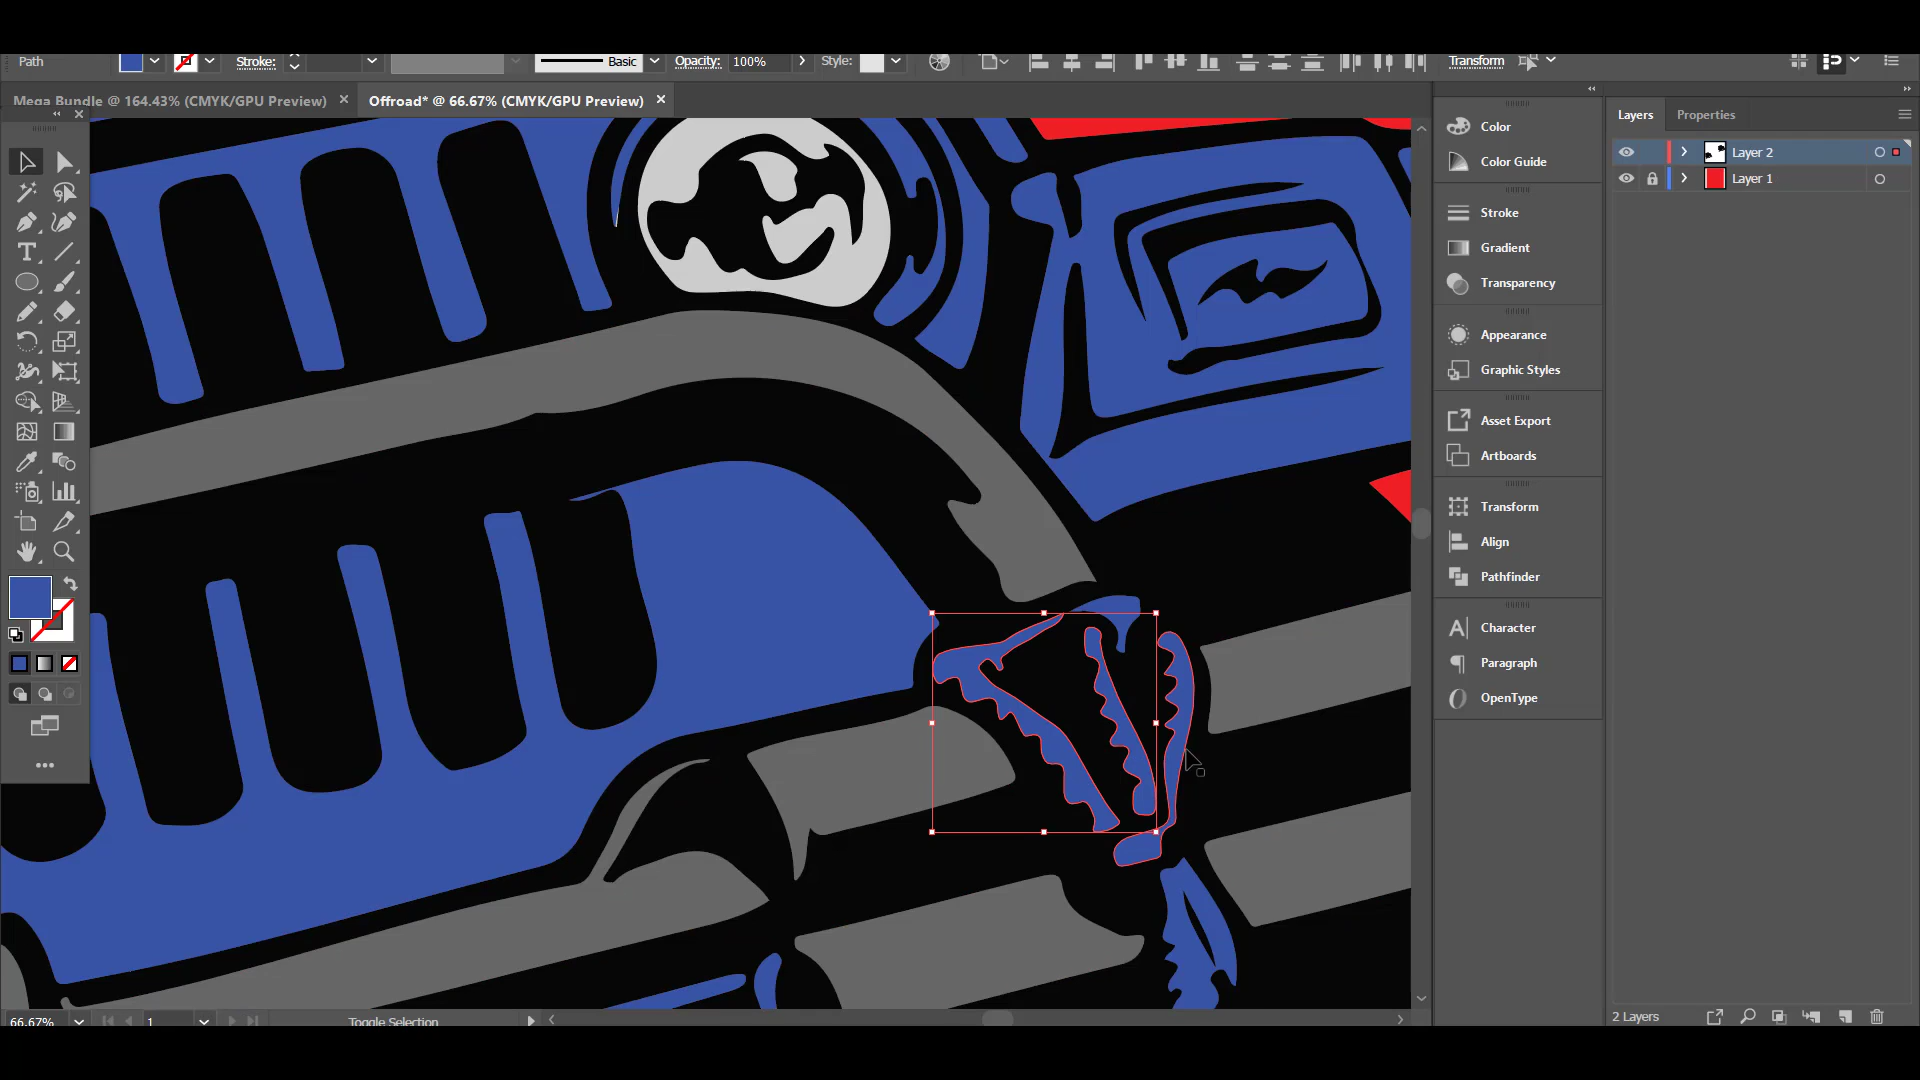 Path Stroke: Basic Opacity: 100% Style: Transform
Mega Bundle @ 164.43% (CMYK/GPU Preview) Offroad* @ 66.67% (CMYK/GPU Preview)
Layers Properties
Color
Color Guide
Stroke
Gradient
Transparency
Appearance
Graphic Styles
Asset Export
Artboards
Transform
Align
Pathfinder
Character
Paragraph
OpenType
Layer 2
Layer 1
66.67% 1 Toggle Selection
2 Layers